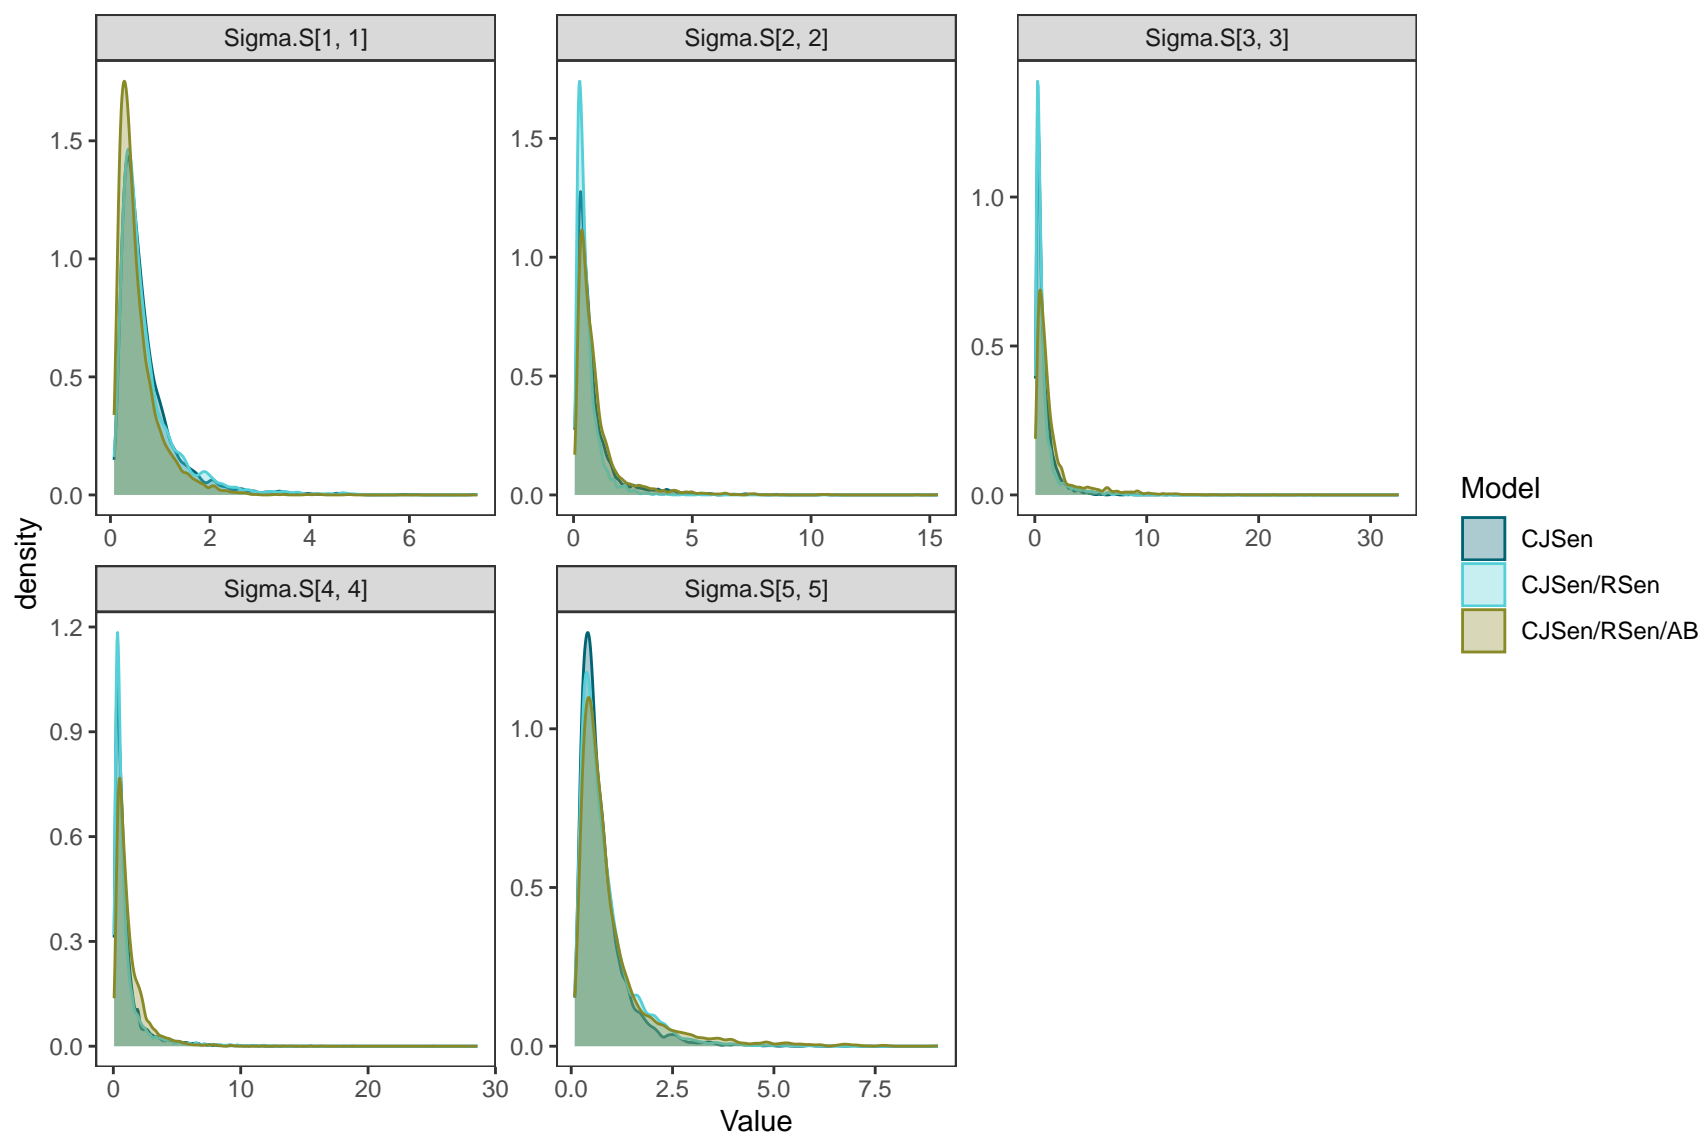 Sigma.S[1, 1]
Sigma.S[2, 2]
Sigma.S[3, 3]
1.5
1.0
0.5
0.0
0 2 4 6
1.5
1.0
0.5
0.0
0 5 10 15
1.0
0.5
0.0
0 10 20 30
Sigma.S[4, 4]
Sigma.S[5, 5]
1.2
0.9
0.6
0.3
0.0
0 10 20 30
1.0
0.5
0.0
0.0 2.5 5.0 7.5
density
Value
Model
CJSen
CJSen/RSen
CJSen/RSen/AB